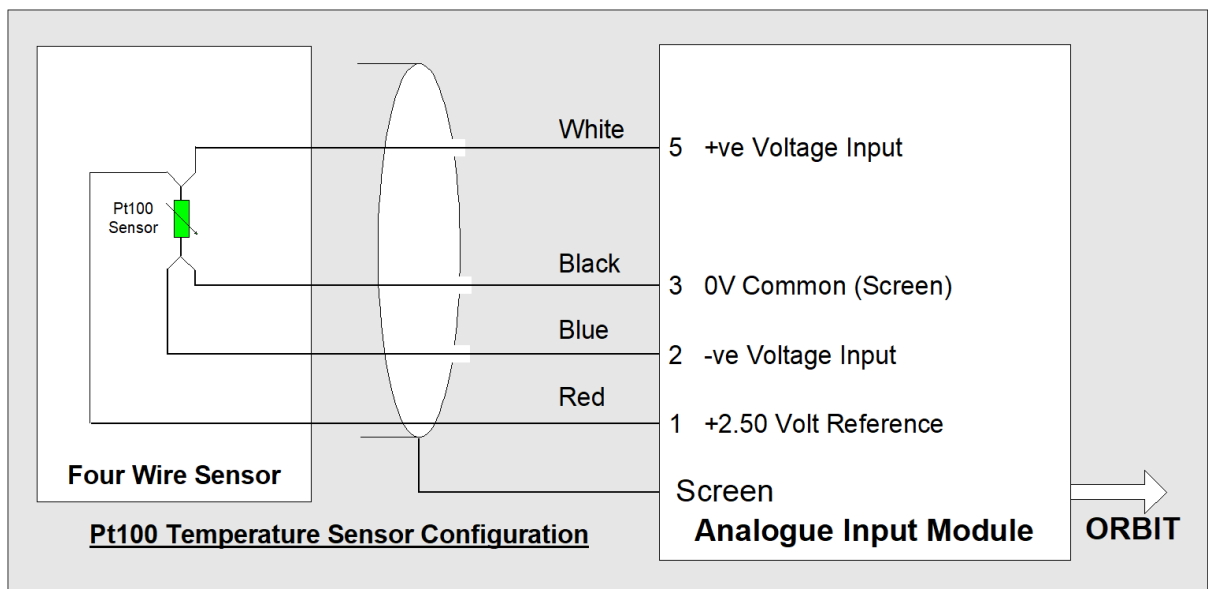 White
5 +ve Voltage Input
Pt100
Sensor
Black
3 0V Common (Screen)
Blue
2 -ve Voltage Input
Red
1 +2.50 Volt Reference
Four Wire Sensor
Screen
Analogue Input Module
ORBIT
Pt100 Temperature Sensor Configuration